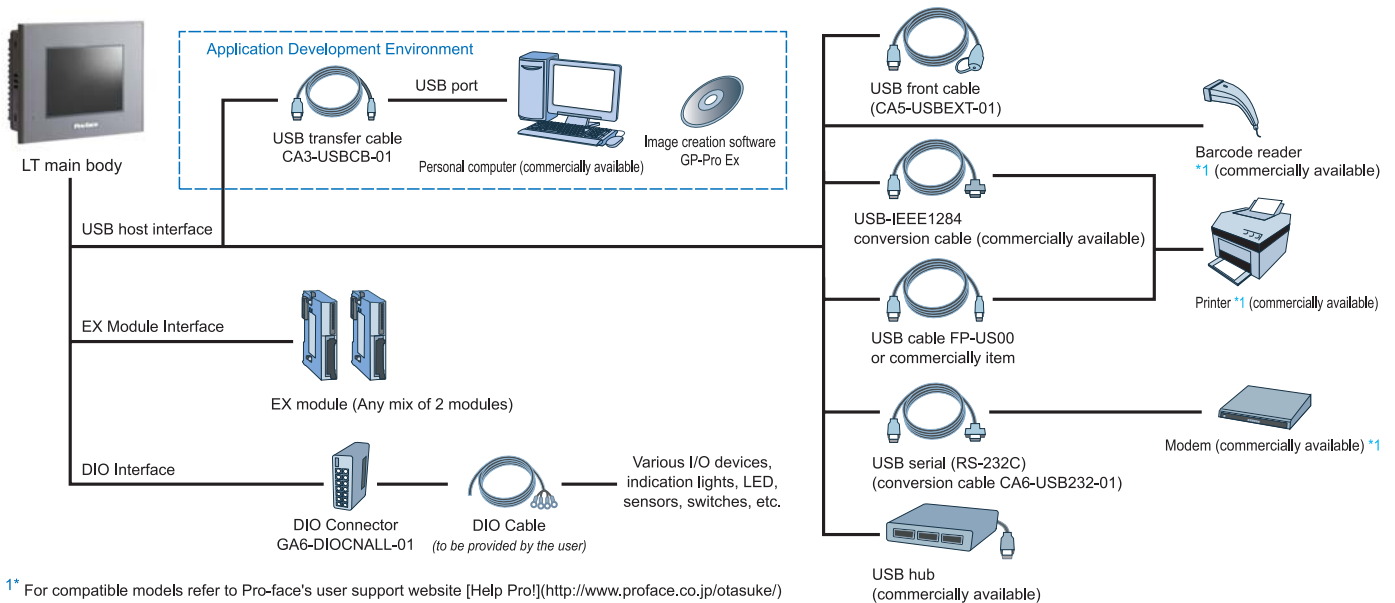 Pro-face
LT main body
Application Development Environment
USB transfer cable
CA3-USBCB-01
USB port
Personal computer (commercially available)
Image creation software
GP-Pro Ex
USB host interface
EX Module Interface
EX module (Any mix of 2 modules)
DIO Interface
DIO Connector
GA6-DIOCNALL-01
DIO Cable
(to be provided by the user)
Various I/O devices,
indication lights, LED,
sensors, switches, etc.
USB front cable
(CA5-USBEXT-01)
Barcode reader
*1 (commercially available)
USB-IEEE1284
conversion cable (commercially available)
Printer *1 (commercially available)
USB cable FP-US00
or commercially item
USB serial (RS-232C)
(conversion cable CA6-USB232-01)
Modem (commercially available) *1
USB hub
(commercially available)
1* For compatible models refer to Pro-face's user support website [Help Pro!](http://www.proface.co.jp/otasuke/)